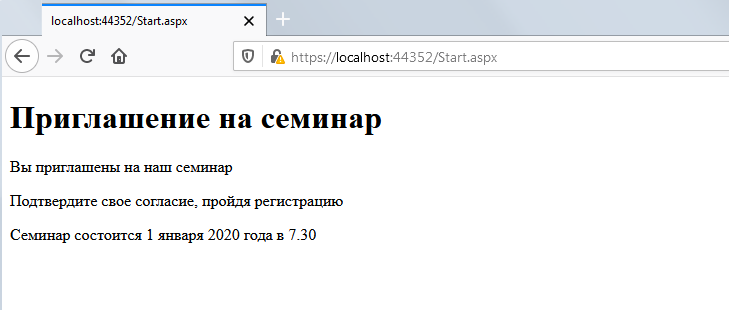 localhost:44352/Start.aspx
https://localhost:44352/Start.aspx
Приглашение на семинар
Вы приглашены на наш семинар
Подтвердите свое согласие, пройдя регистрацию
Семинар состоится 1 января 2020 года в 7.30